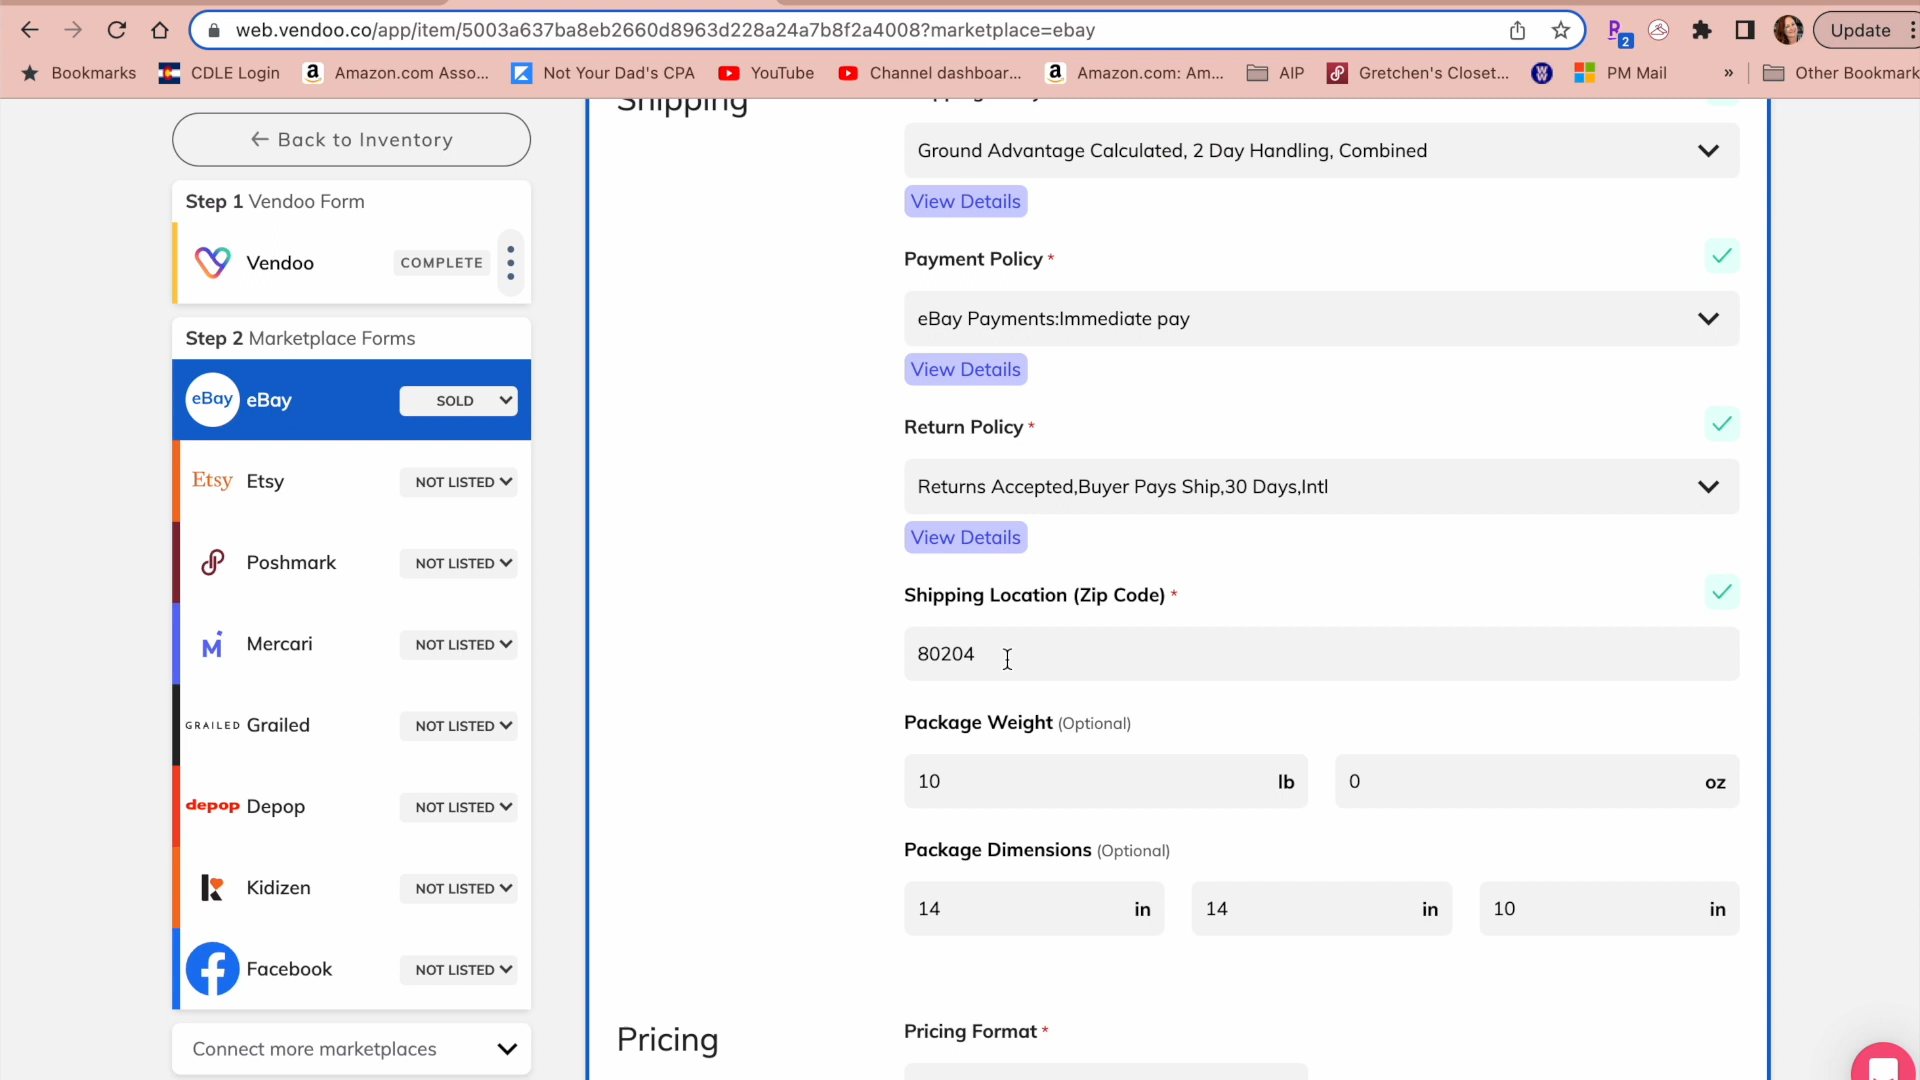 web.vendoo.co/app/item/5003a637ba8eb2660d8963d228a24a7b8f2a4008?marketplace=ebay
2
Update
Bookmarks
CDLE Login
a Amazon.com Asso...
Not Your Dad's CPA
YouTube
Channel dashboar...
a Amazon.com: Am...
AIP
Gretchen's Closet...
W
PM Mail
»
Other Bookmark
← Back to Inventory
Step 1 Vendoo Form
Vendoo
COMPLETE
Step 2 Marketplace Forms
eBay eBay
SOLD
Etsy Etsy
NOT LISTED
Poshmark
NOT LISTED
Mercari
NOT LISTED
GRAILED Grailed
NOT LISTED
depop Depop
NOT LISTED
Kidizen
NOT LISTED
Facebook
NOT LISTED
Connect more marketplaces
Shipping
Ground Advantage Calculated, 2 Day Handling, Combined
View Details
Payment Policy *
eBay Payments:Immediate pay
View Details
Return Policy *
Returns Accepted,Buyer Pays Ship,30 Days,Intl
View Details
Shipping Location (Zip Code) *
80204
Package Weight (Optional)
10 lb
0 oz
Package Dimensions (Optional)
14 in
14 in
10 in
Pricing
Pricing Format *